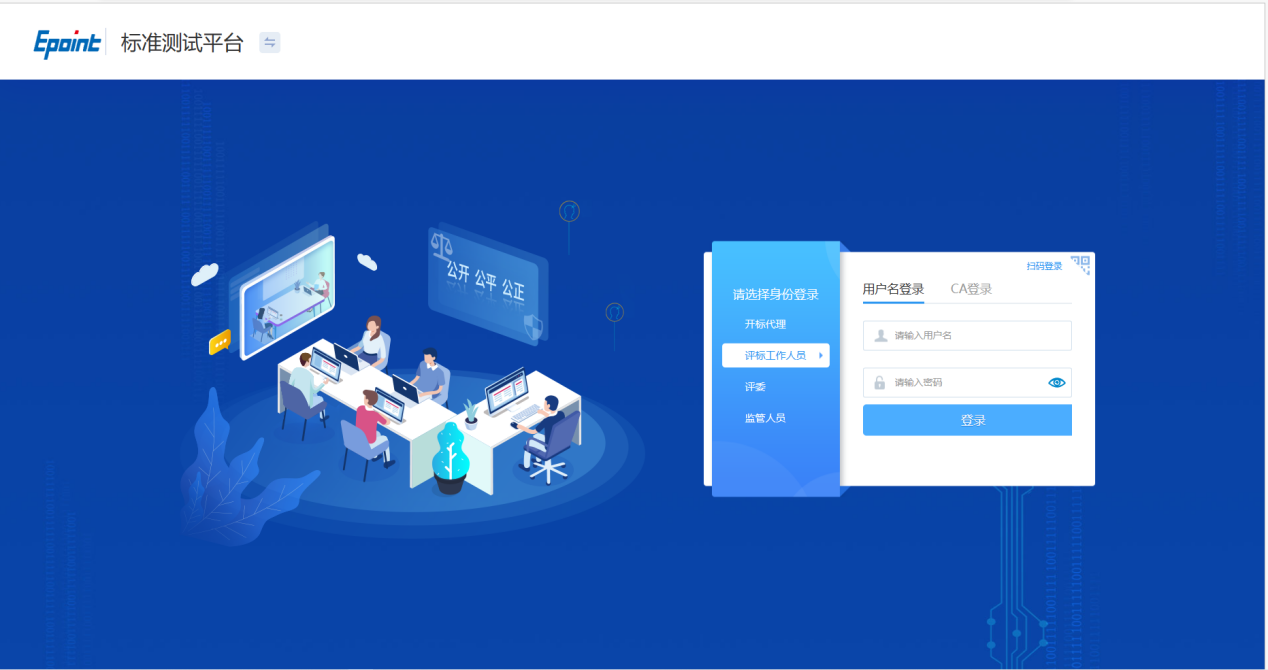 Epoint 标准测试平台
公开 公平 公正
请选择身份登录
开标代理
评标工作人员
评委
监管人员
扫码登录
用户名登录 CA登录
请输入用户名
请输入密码
登录